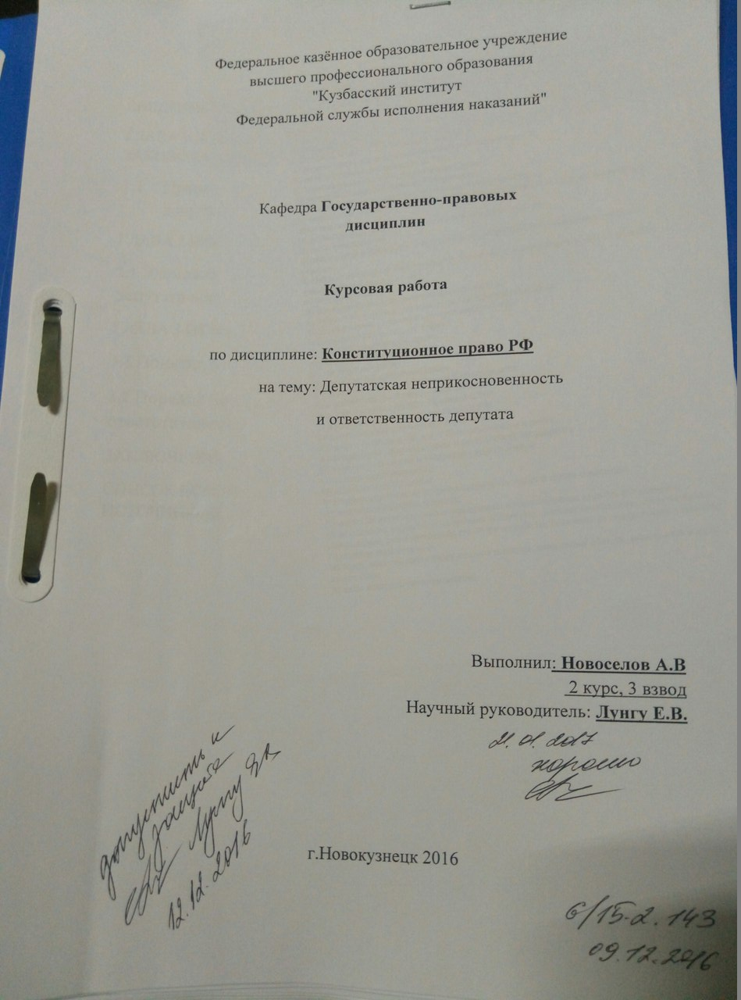 Федеральное казённое образовательное учреждение
высшего профессионального образования
"Кузбасский институт
Федеральной службы исполнения наказаний"
Кафедра Государственно-правовых
дисциплин
Курсовая работа
по дисциплине: Конституционное право РФ
на тему: Депутатская неприкосновенность
и ответственность депутата
Выполнил: Новоселов А.В
2 курс, 3 взвод
Научный руководитель: Лунгу Е.В.
21.01.2017
хорошо
допустить к
защите
Лунгу
12.12.2016
г.Новокузнецк 2016
6/15-2.143
09.12.2016